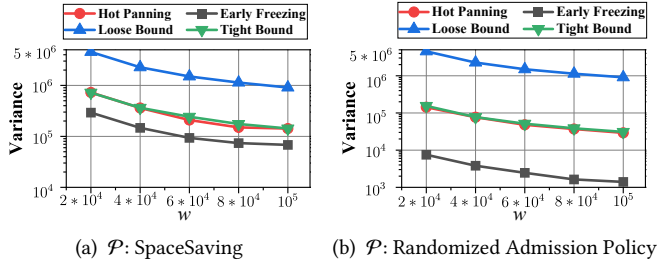 Hot Panning Early Freezing
Loose Bound Tight Bound
Variance
5 * 10^6
10^6
10^5
10^4
2 * 10^4 4 * 10^4 6 * 10^4 8 * 10^4 10^5
w
(a) 𝒫: SpaceSaving
Hot Panning Early Freezing
Loose Bound Tight Bound
Variance
5 * 10^6
10^6
10^5
10^4
10^3
2 * 10^4 4 * 10^4 6 * 10^4 8 * 10^4 10^5
w
(b) 𝒫: Randomized Admission Policy